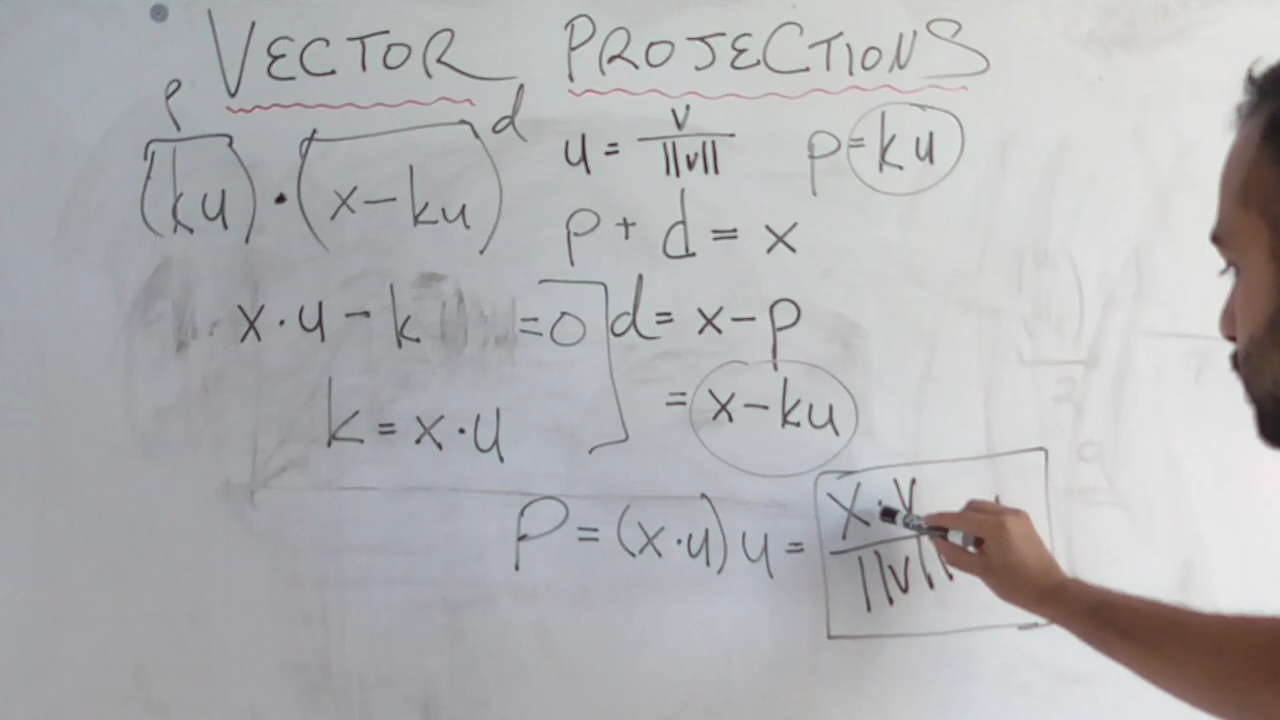 VECTOR PROJECTIONS
p d
(ku) · (x-ku)
u = v / ||v||
p = ku
p + d = x
x·u - k = 0
d = x - p
k = x·u
= x - ku
P = (x·u) u = x·v / ||v||